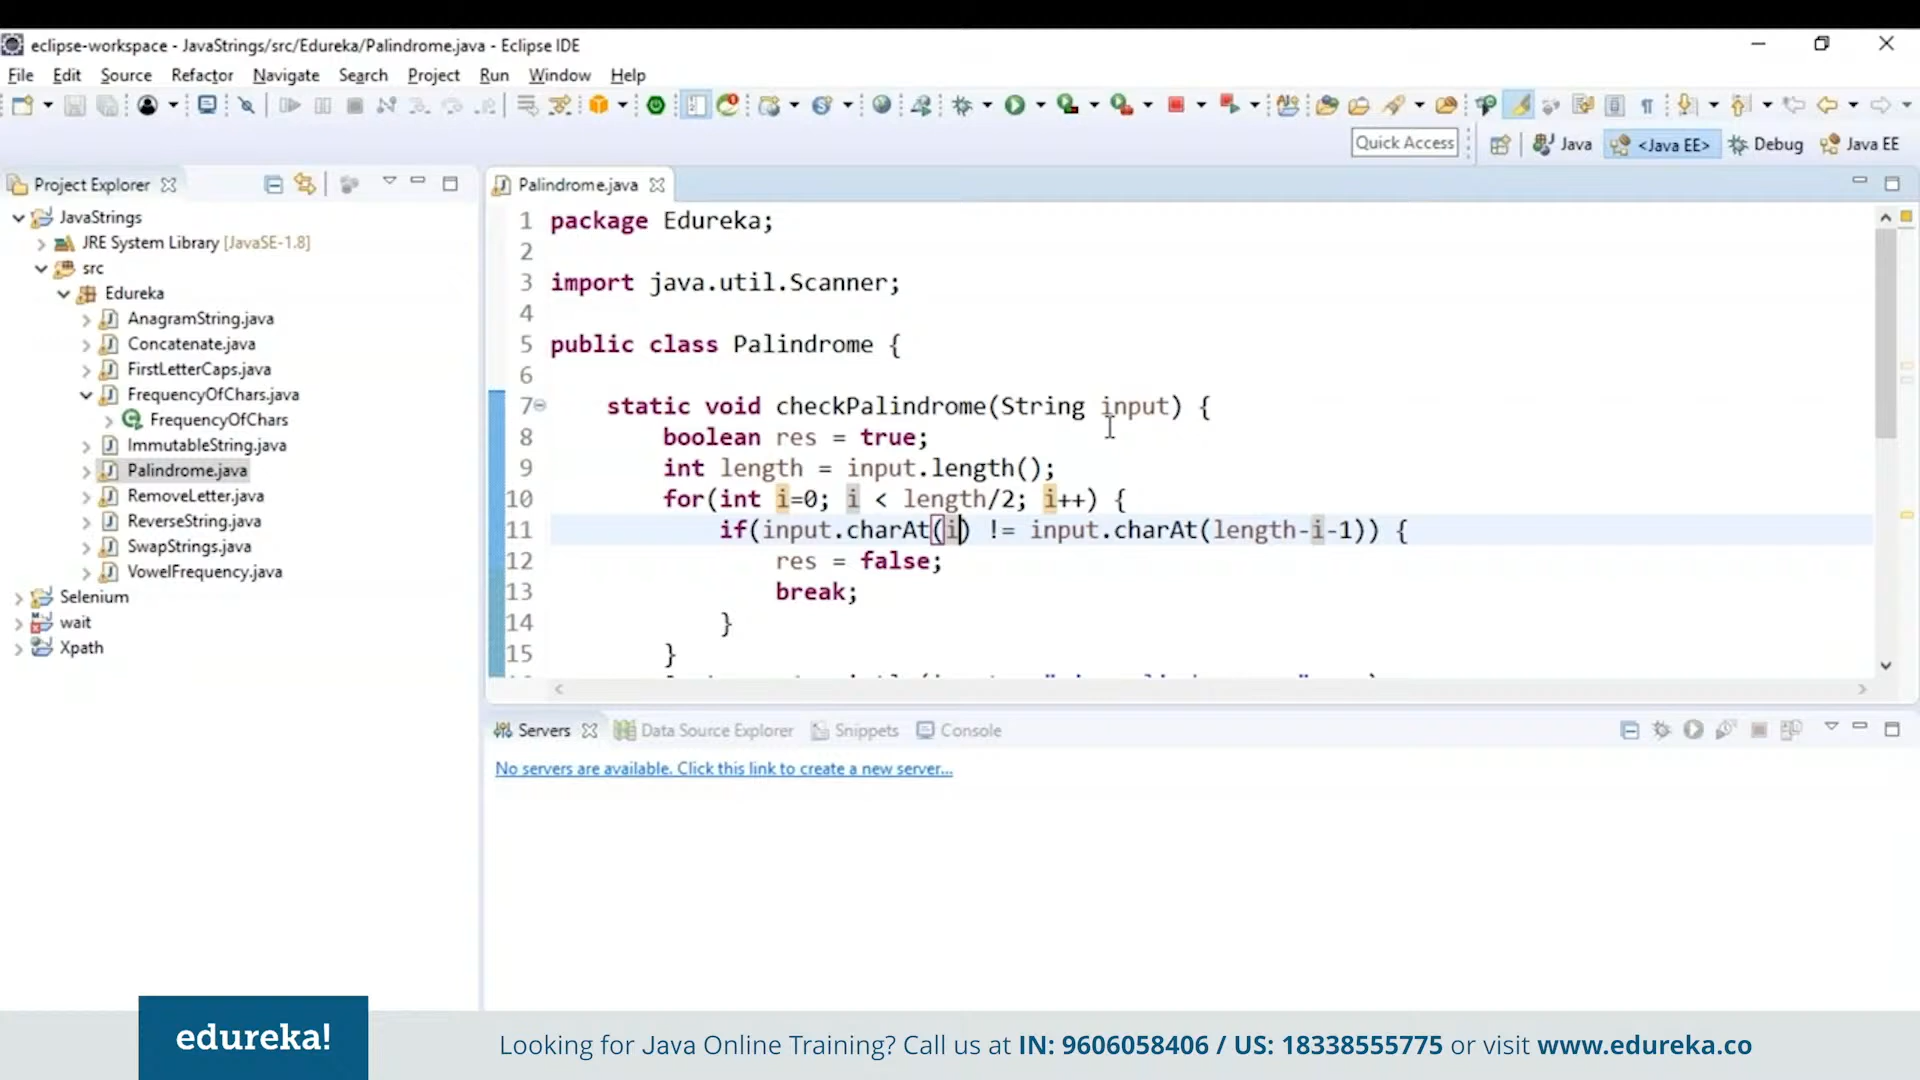 eclipse-workspace - JavaStrings/src/Edureka/Palindrome.java - Eclipse IDE
File Edit Source Refactor Navigate Search Project Run Window Help
Quick Access Java <Java EE> Debug Java EE
Project Explorer
JavaStrings
JRE System Library [JavaSE-1.8]
src
Edureka
AnagramString.java
Concatenate.java
FirstLetterCaps.java
FrequencyOfChars.java
FrequencyOfChars
ImmutableString.java
Palindrome.java
RemoveLetter.java
ReverseString.java
SwapStrings.java
VowelFrequency.java
Selenium
wait
Xpath
Palindrome.java
1 package Edureka;
2
3 import java.util.Scanner;
4
5 public class Palindrome {
6
7 static void checkPalindrome(String input) {
8 boolean res = true;
9 int length = input.length();
10 for(int i=0; i < length/2; i++) {
11 if(input.charAt(i) != input.charAt(length-i-1)) {
12 res = false;
13 break;
14 }
15 }
Servers Data Source Explorer Snippets Console
No servers are available. Click this link to create a new server...
edureka!
Looking for Java Online Training? Call us at IN: 9606058406 / US: 18338555775 or visit www.edureka.co